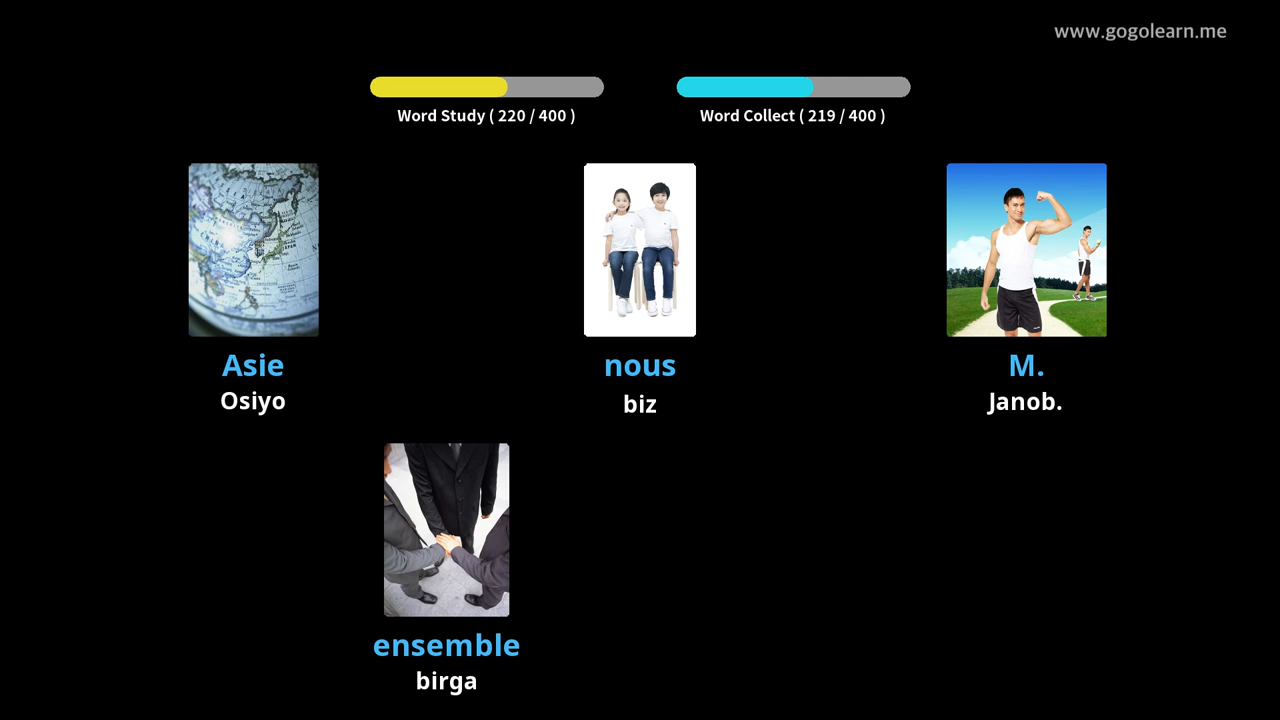 www.gogolearn.me
Word Study ( 220 / 400 )
Word Collect ( 219 / 400 )
Asie
Osiyo
nous
biz
M.
Janob.
ensemble
birga